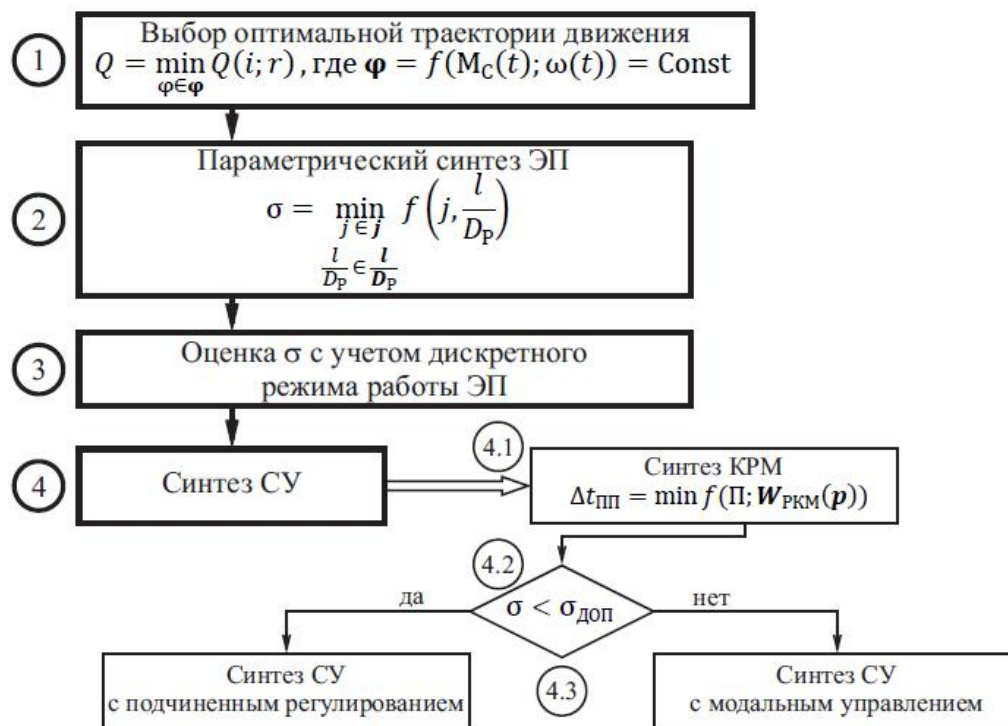 1
Выбор оптимальной траектории движения
Q = min Q(i; r) , где φ = f(M_C(t); ω(t)) = Const
φ∈φ
2
Параметрический синтез ЭП
σ = min f(j, l/D_P)
j ∈ j
l/D_P ∈ l/D_P
3
Оценка σ с учетом дискретного
режима работы ЭП
4
Синтез СУ
4.1
Синтез КРМ
Δt_ПП = min f(П; W_РКМ(p))
4.2
да
σ < σ_ДОП
нет
4.3
Синтез СУ
с подчиненным регулированием
Синтез СУ
с модальным управлением